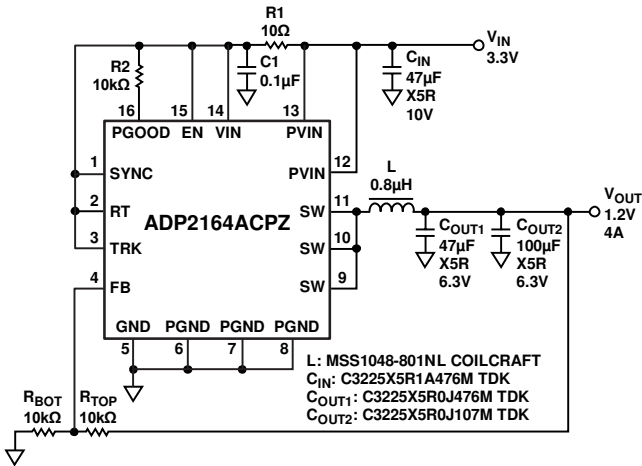 R1
10Ω
VIN
3.3V
R2
10kΩ
C1
0.1µF
CIN
47µF
X5R
10V
16
15
14
13
PGOOD
EN
VIN
PVIN
1
SYNC
12
PVIN
2
RT
11
SW
ADP2164ACPZ
3
TRK
10
SW
4
FB
9
SW
L
0.8µH
VOUT
1.2V
4A
COUT1
47µF
X5R
6.3V
COUT2
100µF
X5R
6.3V
GND
PGND
PGND
PGND
5
6
7
8
L: MSS1048-801NL COILCRAFT
CIN: C3225X5R1A476M TDK
COUT1: C3225X5R0J476M TDK
COUT2: C3225X5R0J107M TDK
RBOT
10kΩ
RTOP
10kΩ